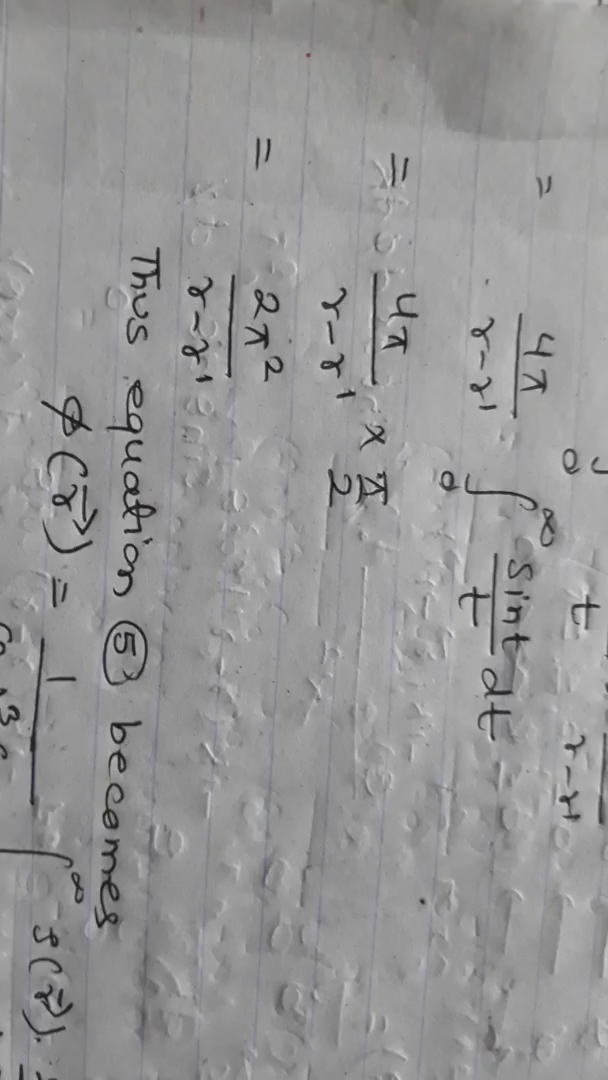 t r-r'
= 4π/r-r' ∫₀^∞ sint/t dt
= 4π/r-r' × π/2
= 2π²/r-r'
Thus equation ⑤ becomes
φ(r⃗) = 1/ ∫^∞ ρ(r⃗')